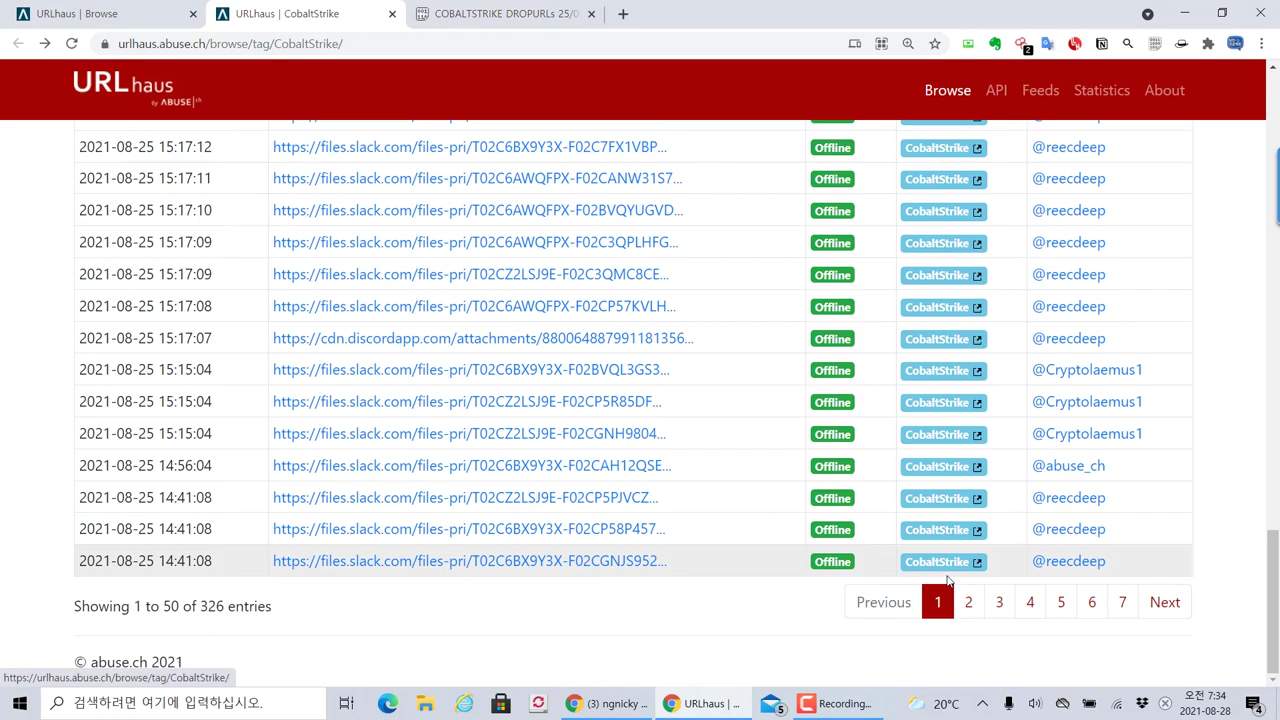 URLhaus | Browse
URLhaus | CobaltStrike
COBALTSTRIKE DROPURLs 25/0
urlhaus.abuse.ch/browse/tag/CobaltStrike/
2
URLhaus
by ABUSE|ch
Browse API Feeds Statistics About
2021-08-25 15:17:12 https://files.slack.com/files-pri/T02C6BX9Y3X-F02C7FX1VBP... Offline CobaltStrike @reecdeep
2021-08-25 15:17:11 https://files.slack.com/files-pri/T02C6AWQFPX-F02CANW31S7... Offline CobaltStrike @reecdeep
2021-08-25 15:17:10 https://files.slack.com/files-pri/T02C6AWQFPX-F02BVQYUGVD... Offline CobaltStrike @reecdeep
2021-08-25 15:17:09 https://files.slack.com/files-pri/T02C6AWQFPX-F02C3QPLHFG... Offline CobaltStrike @reecdeep
2021-08-25 15:17:09 https://files.slack.com/files-pri/T02CZ2LSJ9E-F02C3QMC8CE... Offline CobaltStrike @reecdeep
2021-08-25 15:17:08 https://files.slack.com/files-pri/T02C6AWQFPX-F02CP57KVLH... Offline CobaltStrike @reecdeep
2021-08-25 15:17:07 https://cdn.discordapp.com/attachments/880064887991181356... Offline CobaltStrike @reecdeep
2021-08-25 15:15:04 https://files.slack.com/files-pri/T02C6BX9Y3X-F02BVQL3GS3... Offline CobaltStrike @Cryptolaemus1
2021-08-25 15:15:04 https://files.slack.com/files-pri/T02CZ2LSJ9E-F02CP5R85DF... Offline CobaltStrike @Cryptolaemus1
2021-08-25 15:15:04 https://files.slack.com/files-pri/T02CZ2LSJ9E-F02CGNH9804... Offline CobaltStrike @Cryptolaemus1
2021-08-25 14:56:04 https://files.slack.com/files-pri/T02C6BX9Y3X-F02CAH12QSE... Offline CobaltStrike @abuse_ch
2021-08-25 14:41:08 https://files.slack.com/files-pri/T02CZ2LSJ9E-F02CP5PJVCZ... Offline CobaltStrike @reecdeep
2021-08-25 14:41:08 https://files.slack.com/files-pri/T02C6BX9Y3X-F02CP58P457... Offline CobaltStrike @reecdeep
2021-08-25 14:41:08 https://files.slack.com/files-pri/T02C6BX9Y3X-F02CGNJS952... Offline CobaltStrike @reecdeep
Showing 1 to 50 of 326 entries
Previous 1 2 3 4 5 6 7 Next
© abuse.ch 2021
https://urlhaus.abuse.ch/browse/tag/CobaltStrike/
검색하려면 여기에 입력하십시오.
(5) ngnicky ...
URLhaus | ...
5
Recording...
20°C
오전 7:34
2021-08-28
4